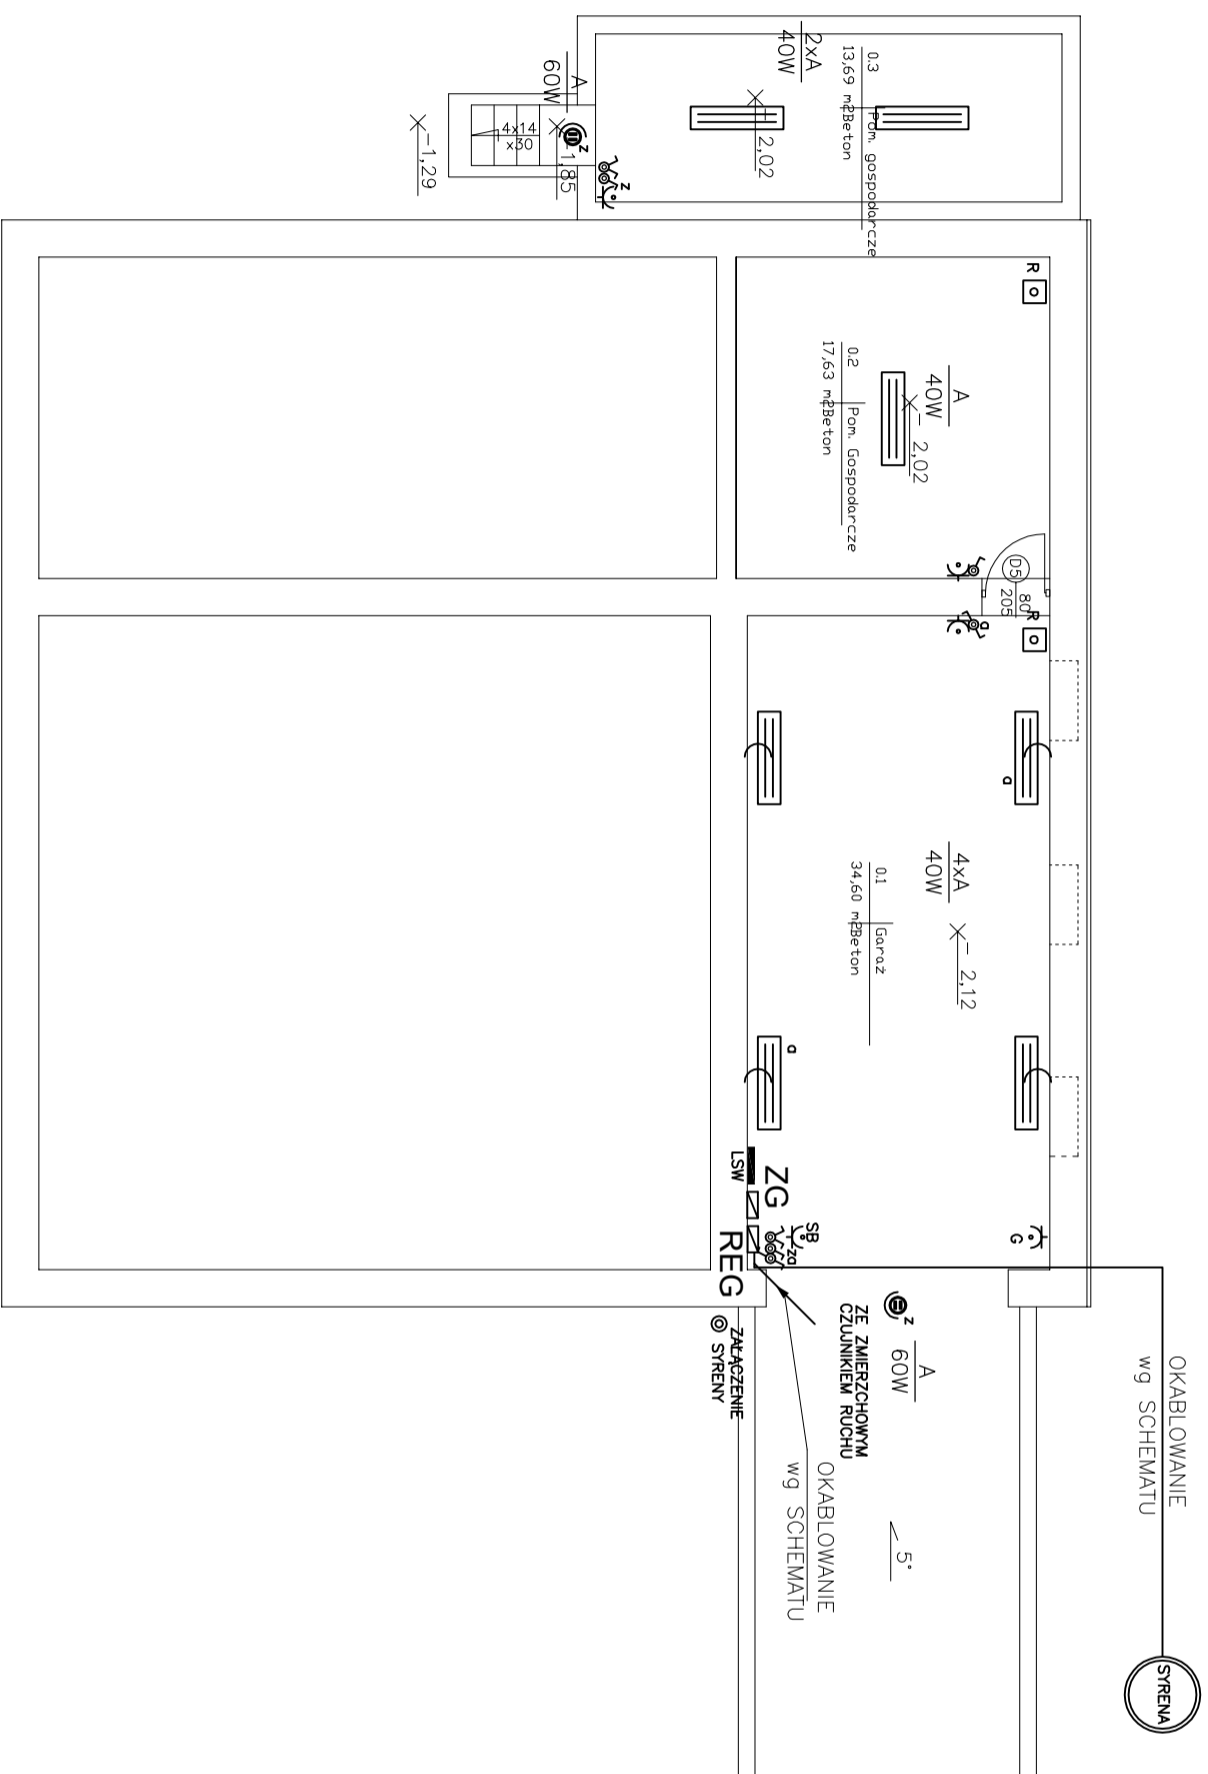 2xA
40W
0.3
Pom. gospodarcze
13,69 m2
Beton
- 2,02
A
60W
z
4x14
x30
-1,85
-1,29
z
R
A
40W
- 2,02
0.2
Pom. Gospodarcze
17,63 m2
Beton
D5
80
205
R
a
a
4xA
40W
- 2,12
0.1
Garaż
34,60 m2
Beton
a
LSW
ZG
REG
SB
za
G
ZAŁĄCZENIE
SYRENY
z
A
60W
ZE ZMIERZCHOWYM
CZUJNIKIEM RUCHU
OKABLOWANIE
wg SCHEMATU
5°
OKABLOWANIE
wg SCHEMATU
SYRENA